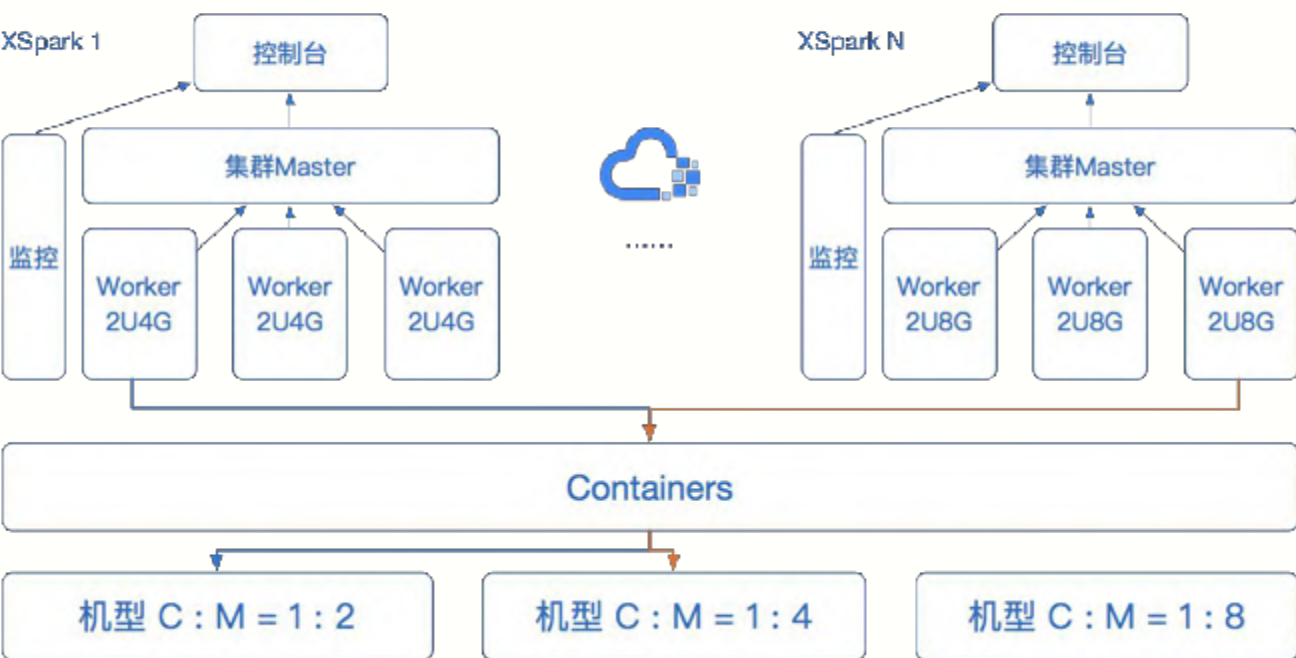 XSpark 1
控制台
集群Master
监控
Worker
2U4G
Worker
2U4G
Worker
2U4G
......
XSpark N
控制台
集群Master
监控
Worker
2U8G
Worker
2U8G
Worker
2U8G
Containers
机型 C : M = 1 : 2
机型 C : M = 1 : 4
机型 C : M = 1 : 8